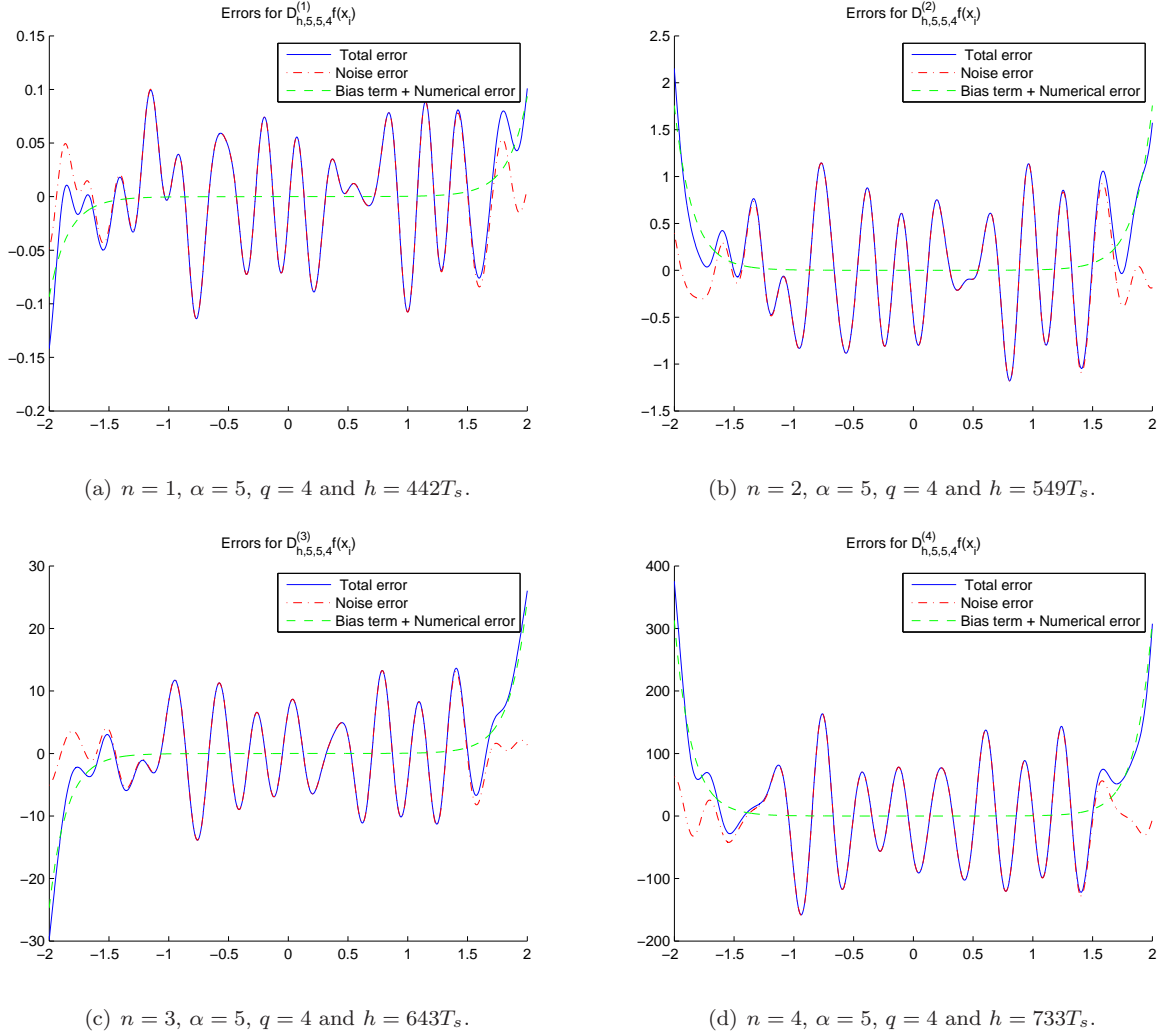 Errors for D^{(1)}_{h,5,5,4}f(x_i)
0.15
0.1
0.05
0
−0.05
−0.1
−0.15
−0.2
−2 −1.5 −1 −0.5 0 0.5 1 1.5 2
Total error
Noise error
Bias term + Numerical error
(a) n = 1, α = 5, q = 4 and h = 442T_s.
Errors for D^{(2)}_{h,5,5,4}f(x_i)
2.5
2
1.5
1
0.5
0
−0.5
−1
−1.5
−2 −1.5 −1 −0.5 0 0.5 1 1.5 2
Total error
Noise error
Bias term + Numerical error
(b) n = 2, α = 5, q = 4 and h = 549T_s.
Errors for D^{(3)}_{h,5,5,4}f(x_i)
30
20
10
0
−10
−20
−30
−2 −1.5 −1 −0.5 0 0.5 1 1.5 2
Total error
Noise error
Bias term + Numerical error
(c) n = 3, α = 5, q = 4 and h = 643T_s.
Errors for D^{(4)}_{h,5,5,4}f(x_i)
400
300
200
100
0
−100
−200
−2 −1.5 −1 −0.5 0 0.5 1 1.5 2
Total error
Noise error
Bias term + Numerical error
(d) n = 4, α = 5, q = 4 and h = 733T_s.